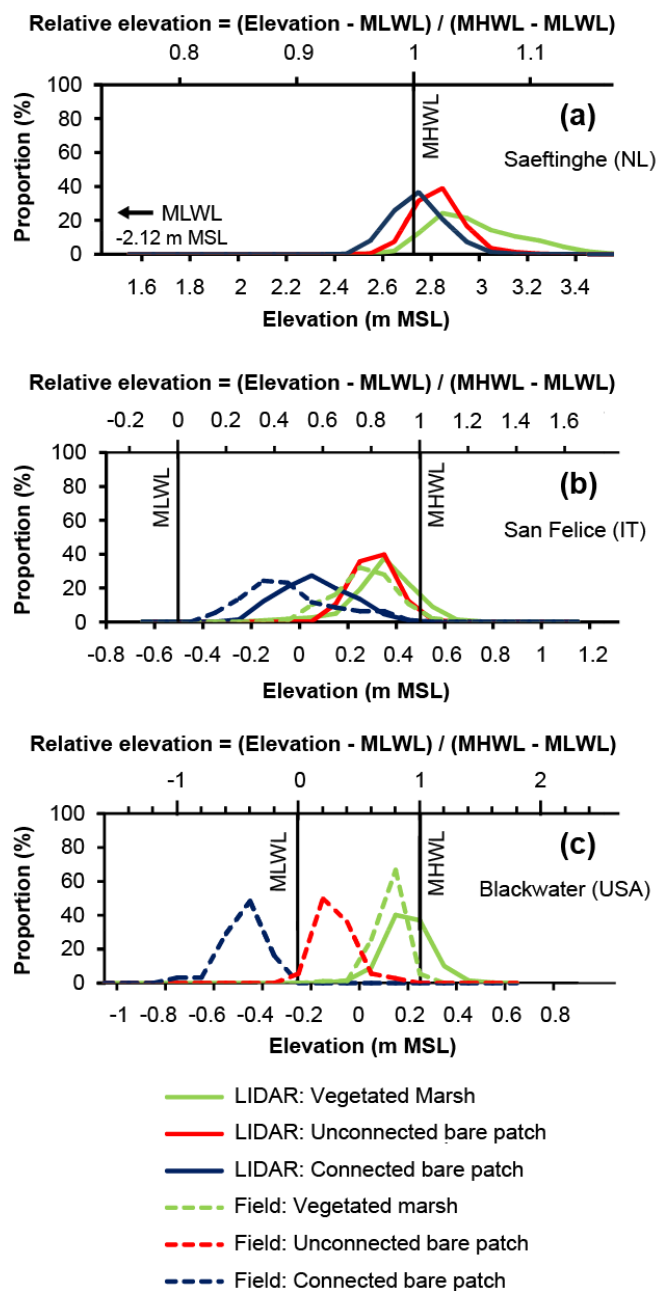 Relative elevation = (Elevation - MLWL) / (MHWL - MLWL)
0.8 0.9 1 1.1
100
80
60
40
20
0
Proportion (%)
MHWL
(a)
Saeftinghe (NL)
MLWL
-2.12 m MSL
1.6 1.8 2 2.2 2.4 2.6 2.8 3 3.2 3.4
Elevation (m MSL)
Relative elevation = (Elevation - MLWL) / (MHWL - MLWL)
-0.2 0 0.2 0.4 0.6 0.8 1 1.2 1.4 1.6
100
80
60
40
20
0
Proportion (%)
MLWL
MHWL
(b)
San Felice (IT)
-0.8 -0.6 -0.4 -0.2 0 0.2 0.4 0.6 0.8 1 1.2
Elevation (m MSL)
Relative elevation = (Elevation - MLWL) / (MHWL - MLWL)
-1 0 1 2
100
80
60
40
20
0
Proportion (%)
MLWL
MHWL
(c)
Blackwater (USA)
-1 -0.8 -0.6 -0.4 -0.2 0 0.2 0.4 0.6 0.8
Elevation (m MSL)
LIDAR: Vegetated Marsh
LIDAR: Unconnected bare patch
LIDAR: Connected bare patch
Field: Vegetated marsh
Field: Unconnected bare patch
Field: Connected bare patch